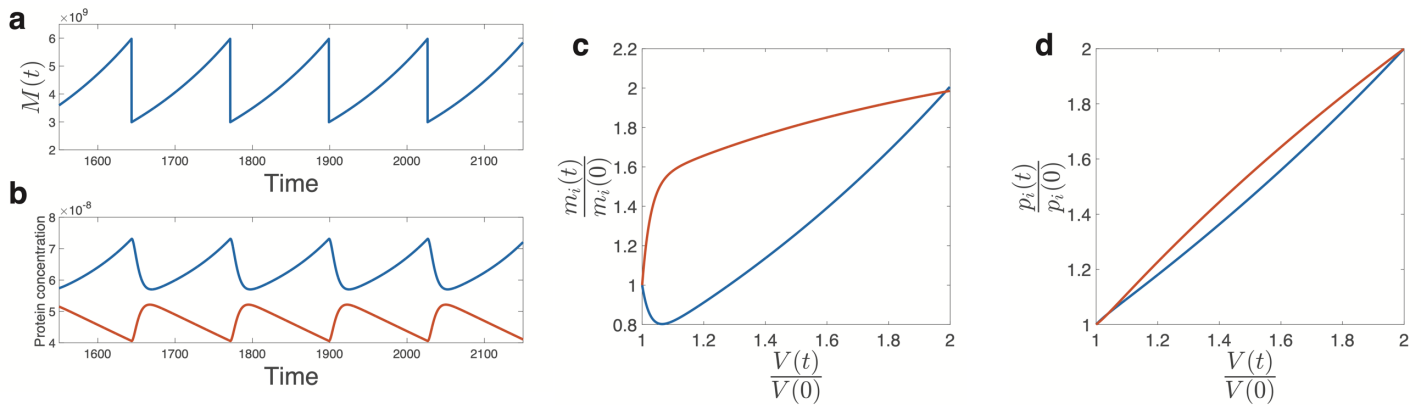 a
×10^9
6
5
4
3
2
M(t)
1600 1700 1800 1900 2000 2100
Time
b
×10^-8
8
7
6
5
4
Protein concentration
1600 1700 1800 1900 2000 2100
Time
c
2.2
2
1.8
1.6
1.4
1.2
1
0.8
m_i(t)
m_i(0)
1 1.2 1.4 1.6 1.8 2
V(t)
V(0)
d
2
1.8
1.6
1.4
1.2
1
p_i(t)
p_i(0)
1 1.2 1.4 1.6 1.8 2
V(t)
V(0)